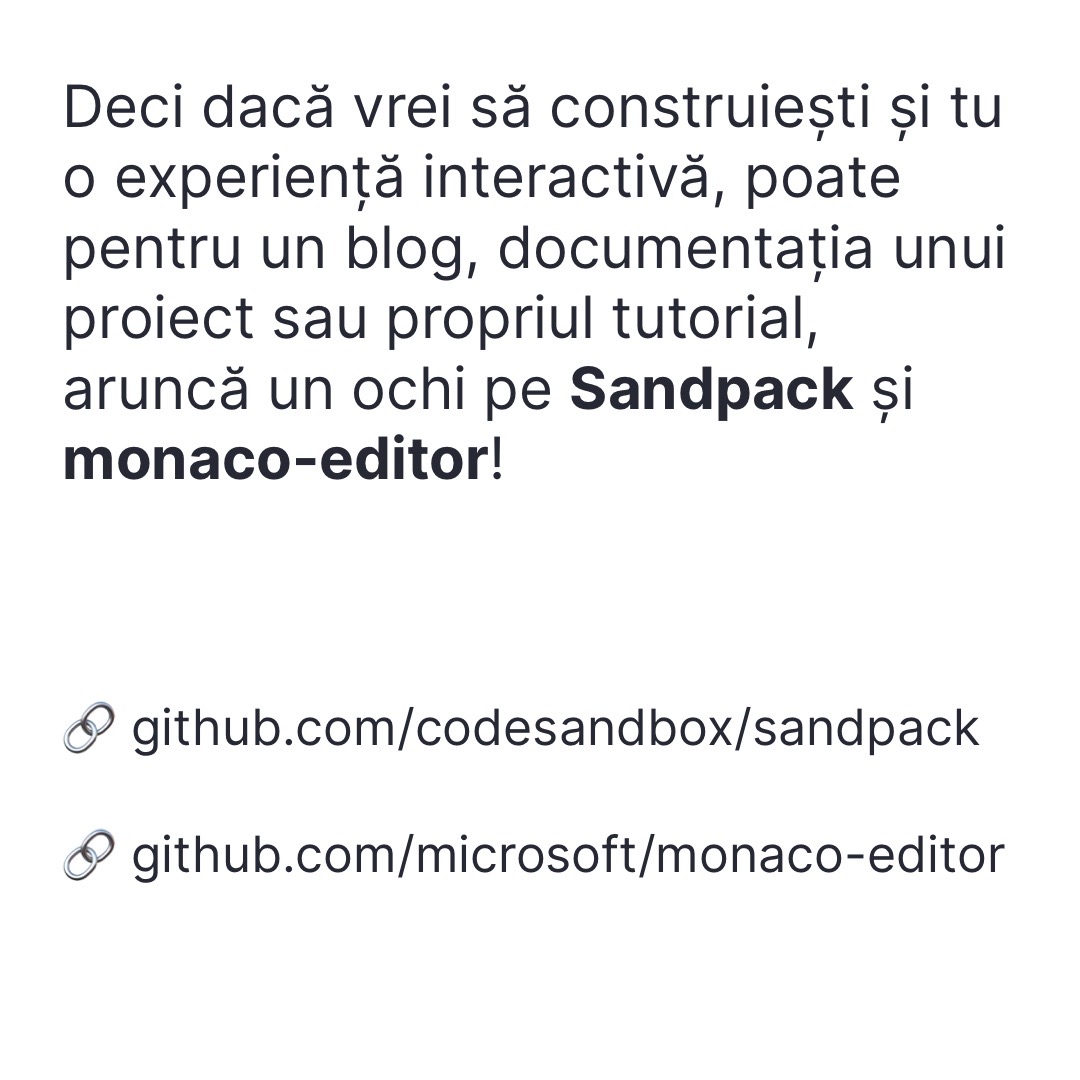 Deci dacă vrei să construiești și tu
o experiență interactivă, poate
pentru un blog, documentația unui
proiect sau propriul tutorial,
aruncă un ochi pe Sandpack și
monaco-editor!
🔗 github.com/codesandbox/sandpack
🔗 github.com/microsoft/monaco-editor